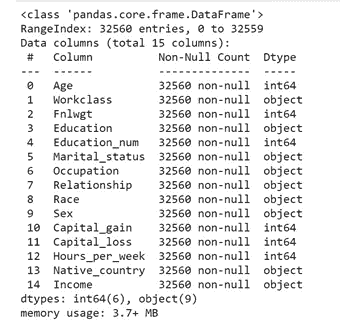 <class 'pandas.core.frame.DataFrame'>
RangeIndex: 32560 entries, 0 to 32559
Data columns (total 15 columns):
 #   Column          Non-Null Count  Dtype
---  ------          --------------  -----
 0   Age             32560 non-null  int64
 1   Workclass       32560 non-null  object
 2   Fnlwgt          32560 non-null  int64
 3   Education       32560 non-null  object
 4   Education_num   32560 non-null  int64
 5   Marital_status  32560 non-null  object
 6   Occupation      32560 non-null  object
 7   Relationship    32560 non-null  object
 8   Race            32560 non-null  object
 9   Sex             32560 non-null  object
 10  Capital_gain    32560 non-null  int64
 11  Capital_loss    32560 non-null  int64
 12  Hours_per_week  32560 non-null  int64
 13  Native_country  32560 non-null  object
 14  Income          32560 non-null  object
dtypes: int64(6), object(9)
memory usage: 3.7+ MB